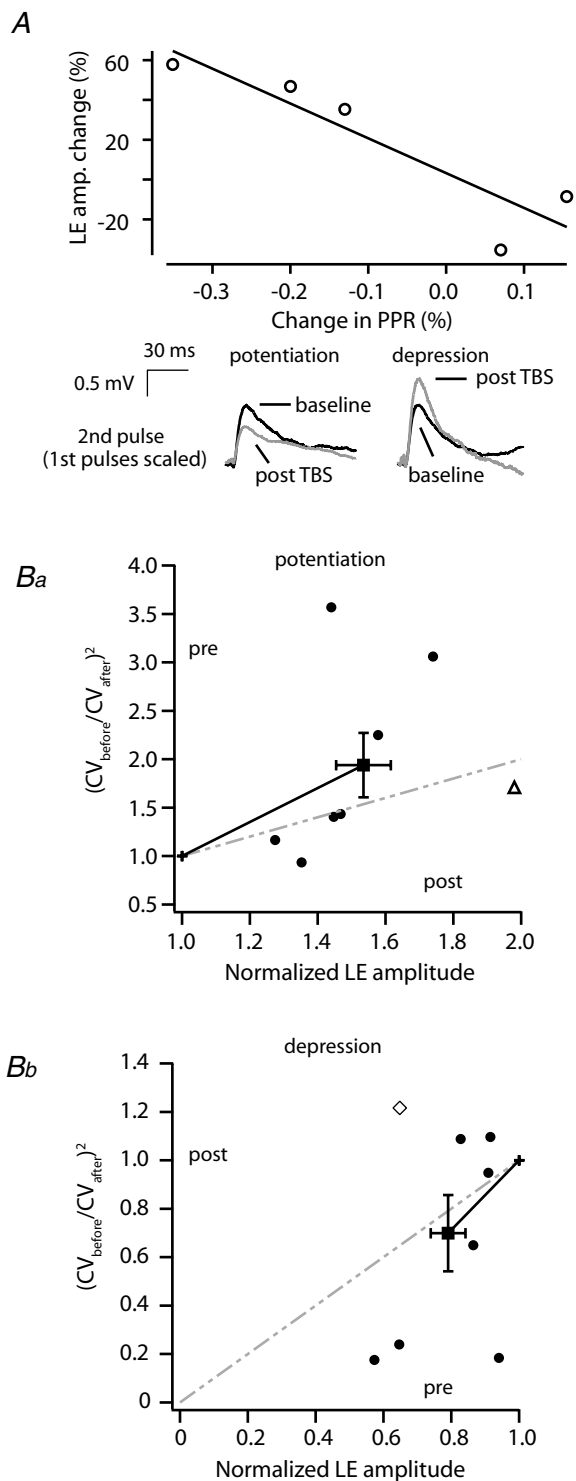 A
LE amp. change (%)
60
20
-20
-0.3 -0.2 -0.1 0.0 0.1
Change in PPR (%)
30 ms
0.5 mV
potentiation
depression
post TBS
baseline
2nd pulse
(1st pulses scaled)
post TBS
baseline
Ba
potentiation
4.0
3.5
3.0
2.5
2.0
1.5
1.0
0.5
(CVbefore/CVafter)²
pre
post
1.0 1.2 1.4 1.6 1.8 2.0
Normalized LE amplitude
Bb
depression
1.4
1.2
1.0
0.8
0.6
0.4
0.2
0
(CVbefore/CVafter)²
post
pre
0 0.2 0.4 0.6 0.8 1.0
Normalized LE amplitude